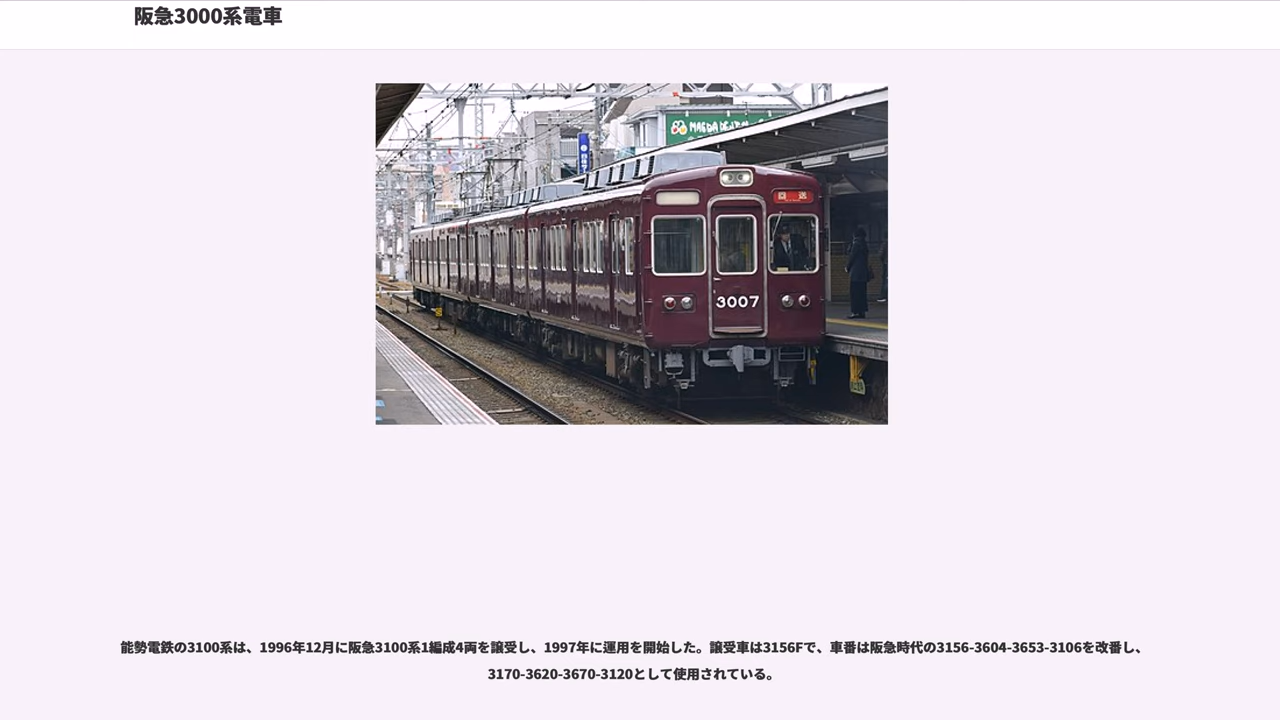 阪急3000系電車
回送
3007
能勢電鉄の3100系は、1996年12月に阪急3100系1編成4両を譲受し、1997年に運用を開始した。譲受車は3156Fで、車番は阪急時代の3156-3604-3653-3106を改番し、
3170-3620-3670-3120として使用されている。